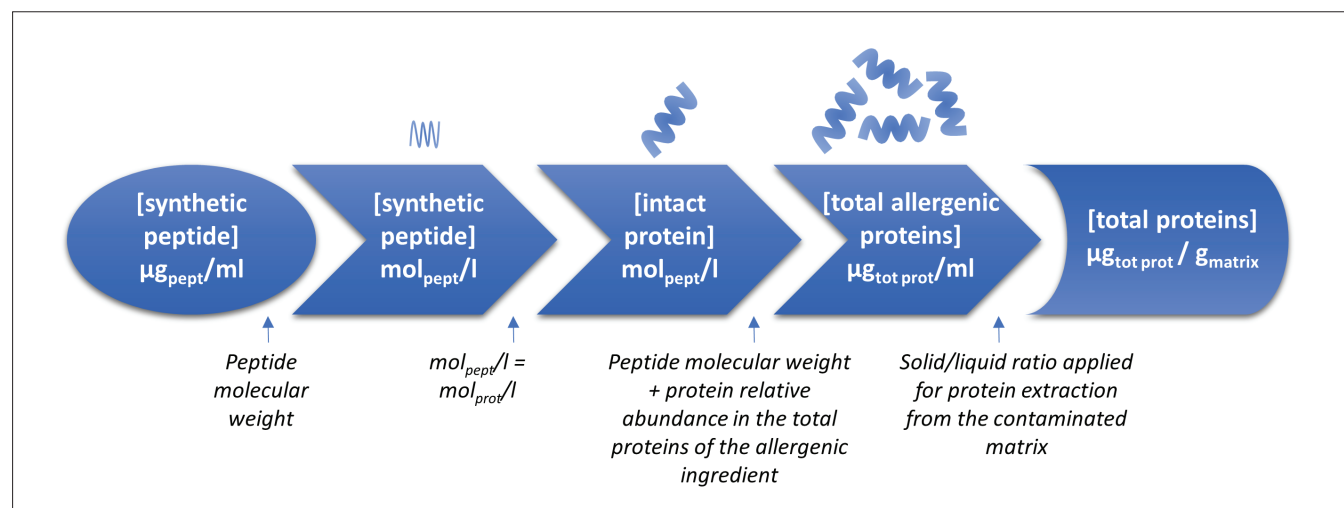 [synthetic
peptide]
µgpept/ml
[synthetic
peptide]
molpept/l
[intact
protein]
molpept/l
[total allergenic
proteins]
µgtot prot/ml
[total proteins]
µgtot prot / gmatrix
Peptide
molecular
weight
molpept/l =
molprot/l
Peptide molecular weight
+ protein relative
abundance in the total
proteins of the allergenic
ingredient
Solid/liquid ratio applied
for protein extraction
from the contaminated
matrix